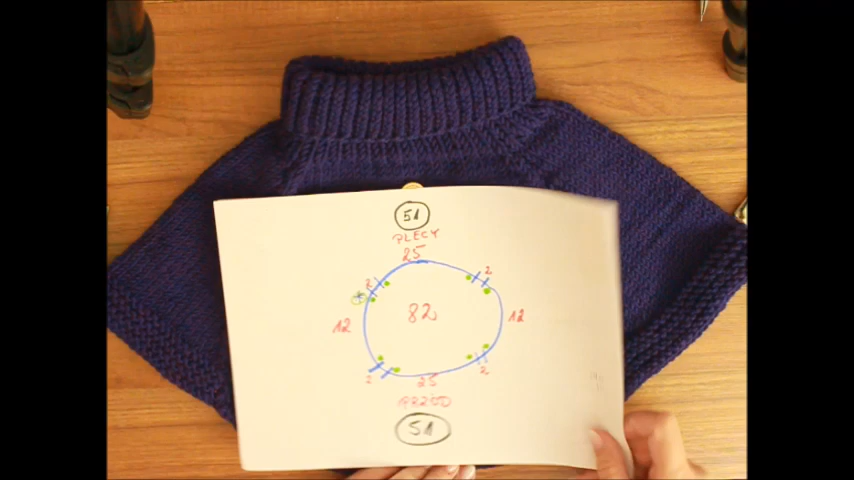 51
PLECY
25
2 2
12 82 12
2 25 2
PRZÓD
51